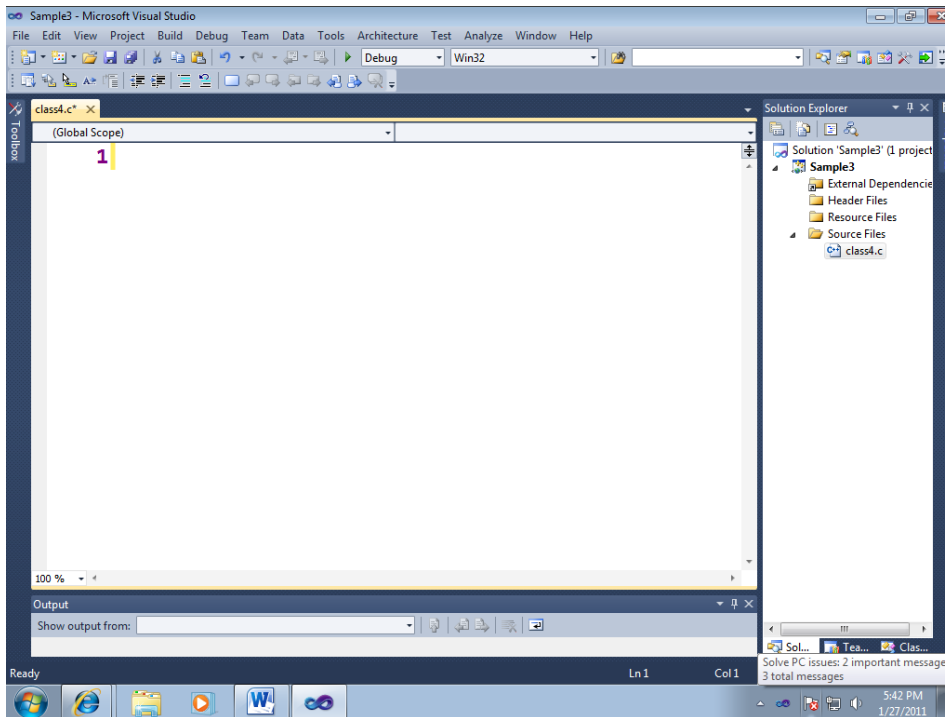 Sample3 - Microsoft Visual Studio
File Edit View Project Build Debug Team Data Tools Architecture Test Analyze Window Help
Debug Win32
class4.c*
Solution Explorer
Toolbox
(Global Scope)
1
Solution 'Sample3' (1 project
Sample3
External Dependencie
Header Files
Resource Files
Source Files
class4.c
100 %
Output
Show output from:
Sol... Tea... Clas...
Ready Ln 1 Col 1
Solve PC issues: 2 important message
3 total messages
5:42 PM
1/27/2011